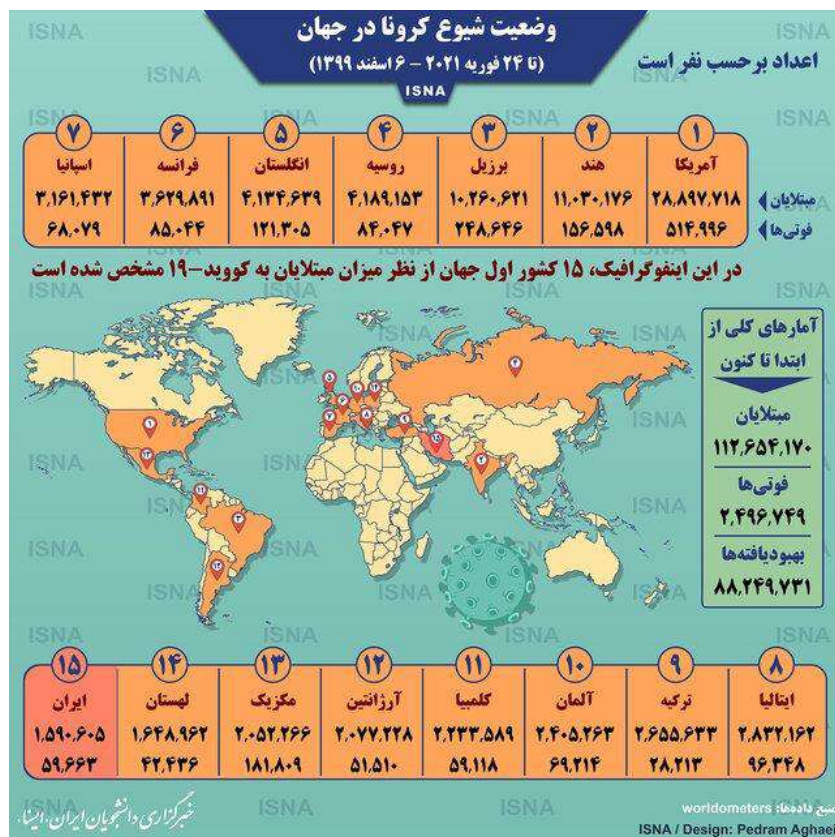 وضعیت شیوع کرونا در جهان
(تا ۲۴ فوریه ۲۰۲۱ - ۶ اسفند ۱۳۹۹)
ISNA
اعداد برحسب نفر است
۱ ۲ ۳ ۴ ۵ ۶ ۷
آمریکا هند برزیل روسیه انگلستان فرانسه اسپانیا
مبتلایان ۲۸,۸۹۷,۷۱۸ ۱۱,۰۳۰,۱۷۶ ۱۰,۲۶۰,۶۲۱ ۴,۱۸۹,۱۵۳ ۴,۱۳۴,۶۳۹ ۳,۶۲۹,۸۹۱ ۳,۱۶۱,۴۳۲
فوتی‌ها ۵۱۴,۹۹۶ ۱۵۶,۵۹۸ ۲۴۸,۶۴۶ ۸۴,۰۴۷ ۱۲۱,۳۰۵ ۸۵,۰۴۴ ۶۸,۰۷۹
در این اینفوگرافیک، ۱۵ کشور اول جهان از نظر میزان مبتلایان به کووید-۱۹ مشخص شده است
آمارهای کلی از
ابتدا تا کنون
مبتلایان
۱۱۲,۶۵۴,۱۷۰
فوتی‌ها
۲,۴۹۶,۷۴۹
بهبودیافته‌ها
۸۸,۲۴۹,۷۳۱
۸ ۹ ۱۰ ۱۱ ۱۲ ۱۳ ۱۴ ۱۵
ایتالیا ترکیه آلمان کلمبیا آرژانتین مکزیک لهستان ایران
۲,۸۳۲,۱۶۲ ۲,۶۵۵,۶۳۳ ۲,۴۰۵,۲۶۳ ۲,۲۳۳,۵۸۹ ۲,۰۷۷,۲۲۸ ۲,۰۵۲,۲۶۶ ۱,۶۴۸,۹۶۲ ۱,۵۹۰,۶۰۵
۹۶,۳۴۸ ۲۸,۲۱۳ ۶۹,۲۱۴ ۵۹,۱۱۸ ۵۱,۵۱۰ ۱۸۱,۸۰۹ ۴۲,۴۳۶ ۵۹,۶۶۳
داده‌ها: worldometers
ISNA / Design: Pedram
خبرگزاری دانشجویان ایران، ایسنا،